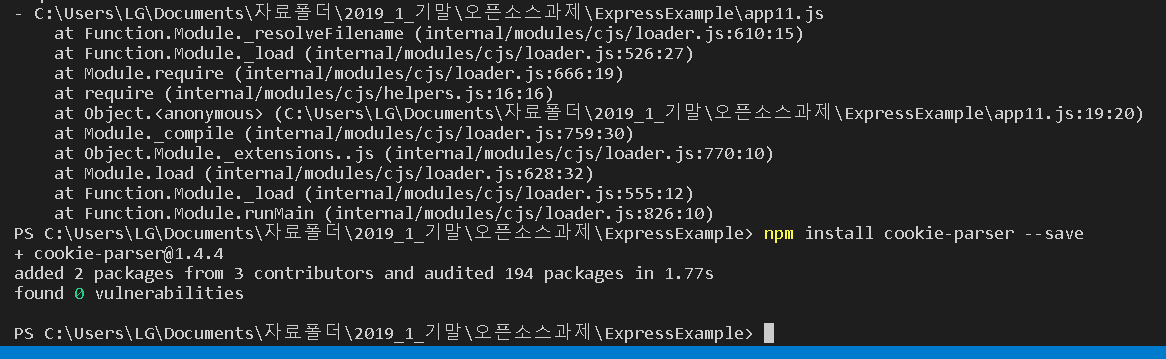 - C:\Users\LG\Documents\자료폴더\2019_1_기말\오픈소스과제\ExpressExample\app11.js
    at Function.Module._resolveFilename (internal/modules/cjs/loader.js:610:15)
    at Function.Module._load (internal/modules/cjs/loader.js:526:27)
    at Module.require (internal/modules/cjs/loader.js:666:19)
    at require (internal/modules/cjs/helpers.js:16:16)
    at Object.<anonymous> (C:\Users\LG\Documents\자료폴더\2019_1_기말\오픈소스과제\ExpressExample\app11.js:19:20)
    at Module._compile (internal/modules/cjs/loader.js:759:30)
    at Object.Module._extensions..js (internal/modules/cjs/loader.js:770:10)
    at Module.load (internal/modules/cjs/loader.js:628:32)
    at Function.Module._load (internal/modules/cjs/loader.js:555:12)
    at Function.Module.runMain (internal/modules/cjs/loader.js:826:10)
PS C:\Users\LG\Documents\자료폴더\2019_1_기말\오픈소스과제\ExpressExample> npm install cookie-parser --save
+ cookie-parser@1.4.4
added 2 packages from 3 contributors and audited 194 packages in 1.77s
found 0 vulnerabilities
PS C:\Users\LG\Documents\자료폴더\2019_1_기말\오픈소스과제\ExpressExample>